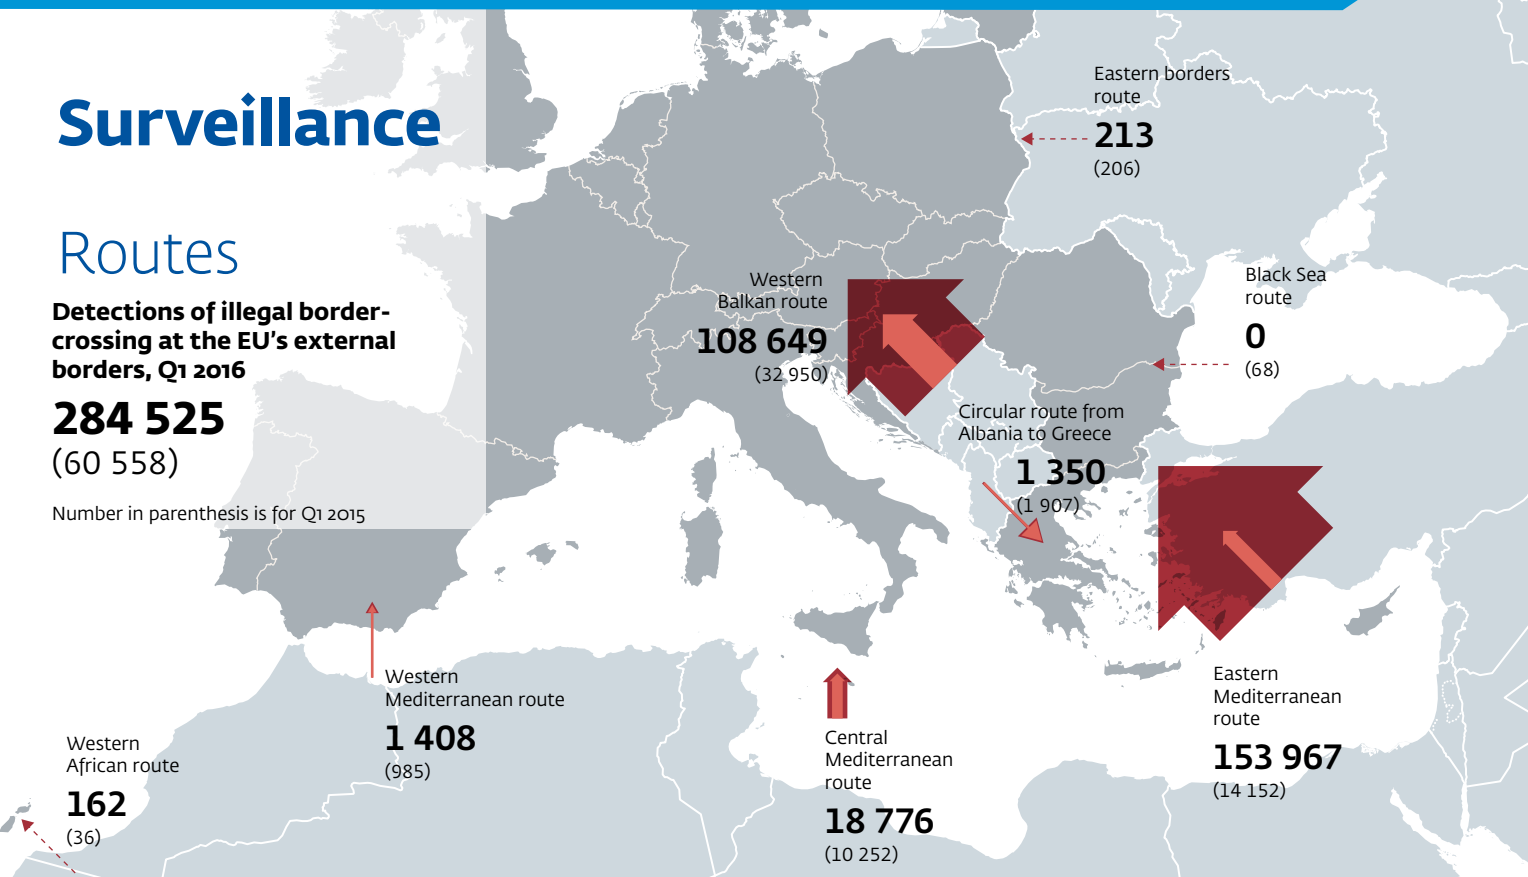 Surveillance
Routes
Detections of illegal border-
crossing at the EU's external
borders, Q1 2016
284 525
(60 558)
Number in parenthesis is for Q1 2015
Eastern borders
route
213
(206)
Western
Balkan route
108 649
(32 950)
Black Sea
route
0
(68)
Circular route from
Albania to Greece
1 350
(1 907)
Western
Mediterranean route
1 408
(985)
Western
African route
162
(36)
Central
Mediterranean
route
18 776
(10 252)
Eastern
Mediterranean
route
153 967
(14 152)